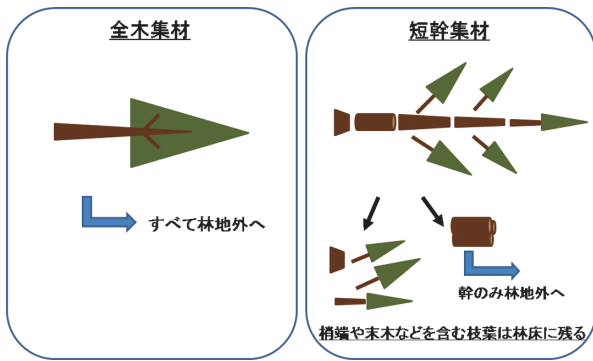 全木集材
すべて林地外へ
短幹集材
幹のみ林地外へ
梢端や末木などを含む枝葉は林床に残る